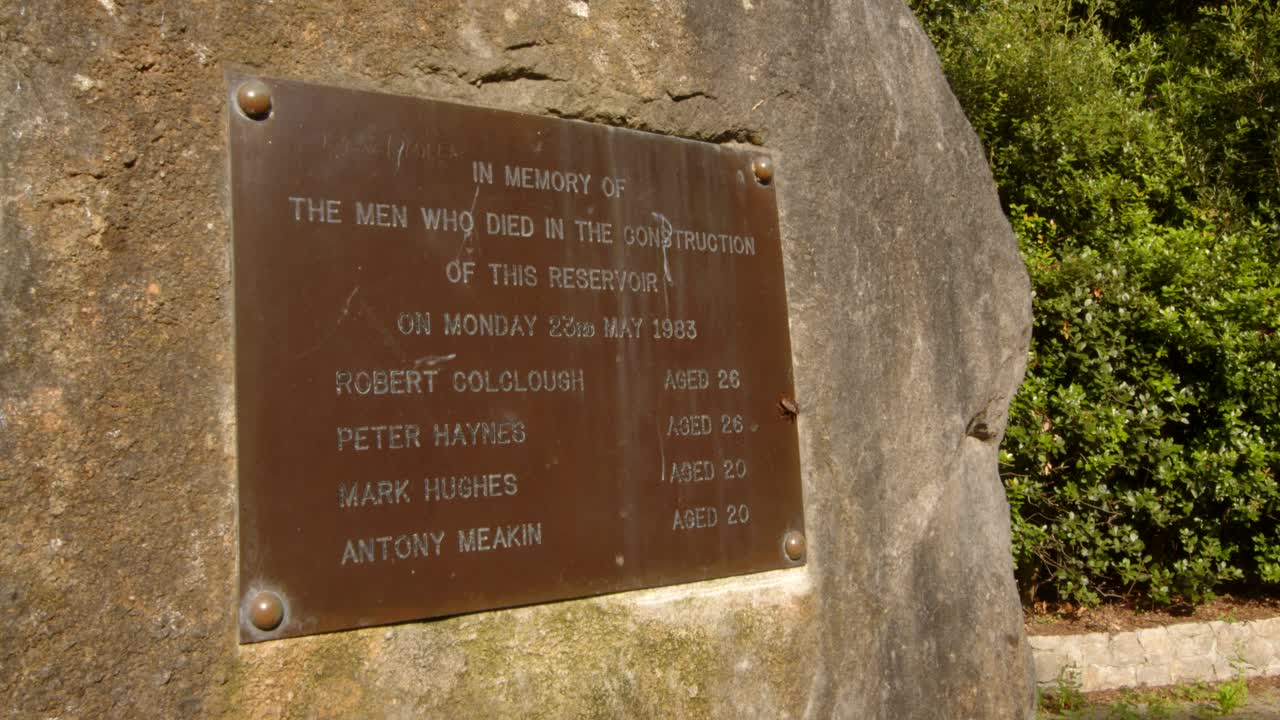 IN MEMORY OF
THE MEN WHO DIED IN THE CONSTRUCTION
OF THIS RESERVOIR
ON MONDAY 23RD MAY 1983
ROBERT COLCLOUGH AGED 26
PETER HAYNES AGED 26
MARK HUGHES AGED 20
ANTONY MEAKIN AGED 20